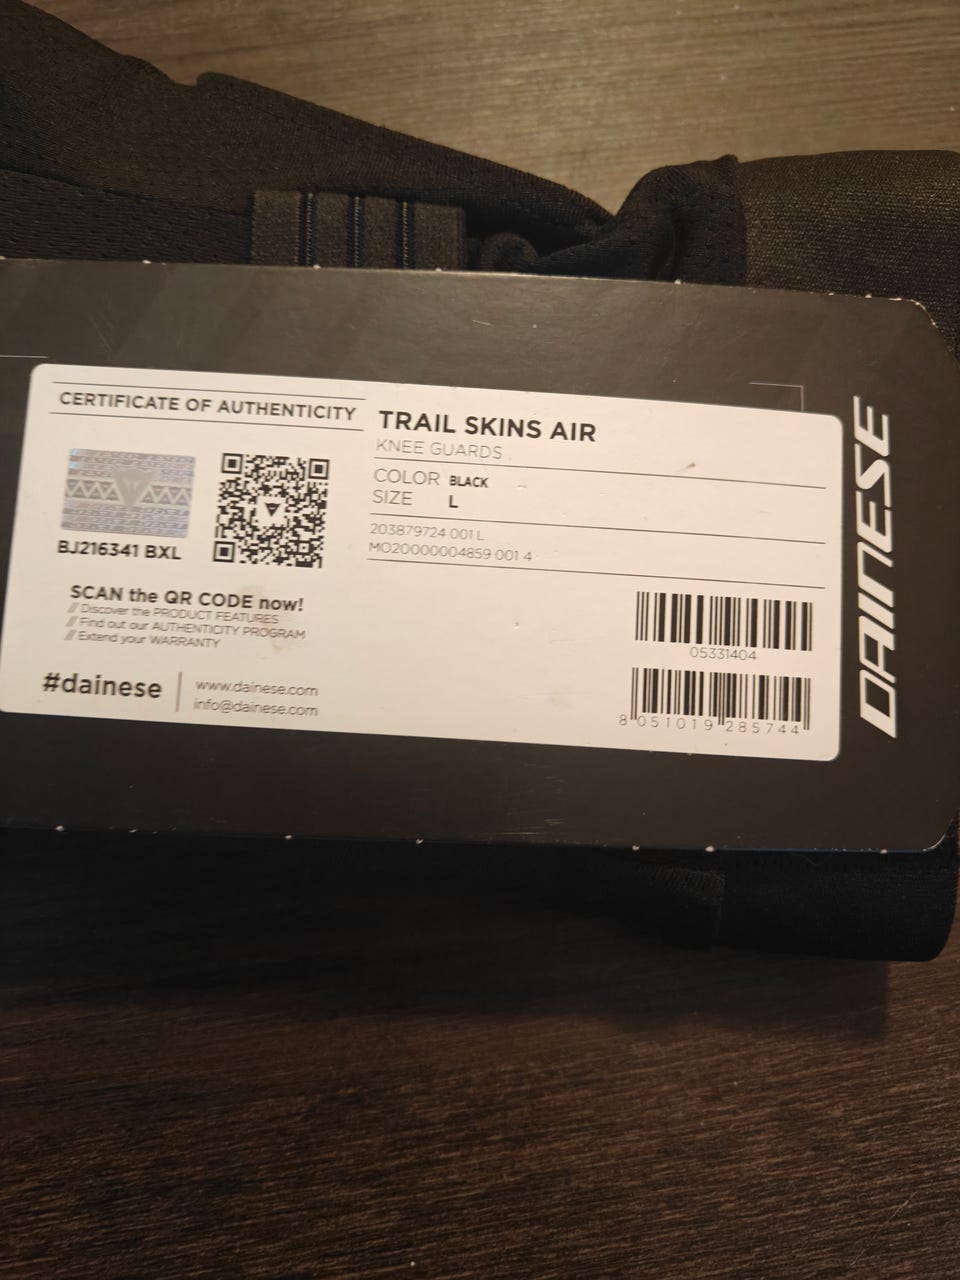 CERTIFICATE OF AUTHENTICITY
BJ216341 BXL
SCAN the QR CODE now!
// Discover the PRODUCT FEATURES
// Find out our AUTHENTICITY PROGRAM
// Extend your WARRANTY
#dainese
www.dainese.com
info@dainese.com
TRAIL SKINS AIR
KNEE GUARDS
COLOR BLACK
SIZE L
203879724 001 L
MO20000004859 001 4
05331404
8 051019 285744
DAINESE